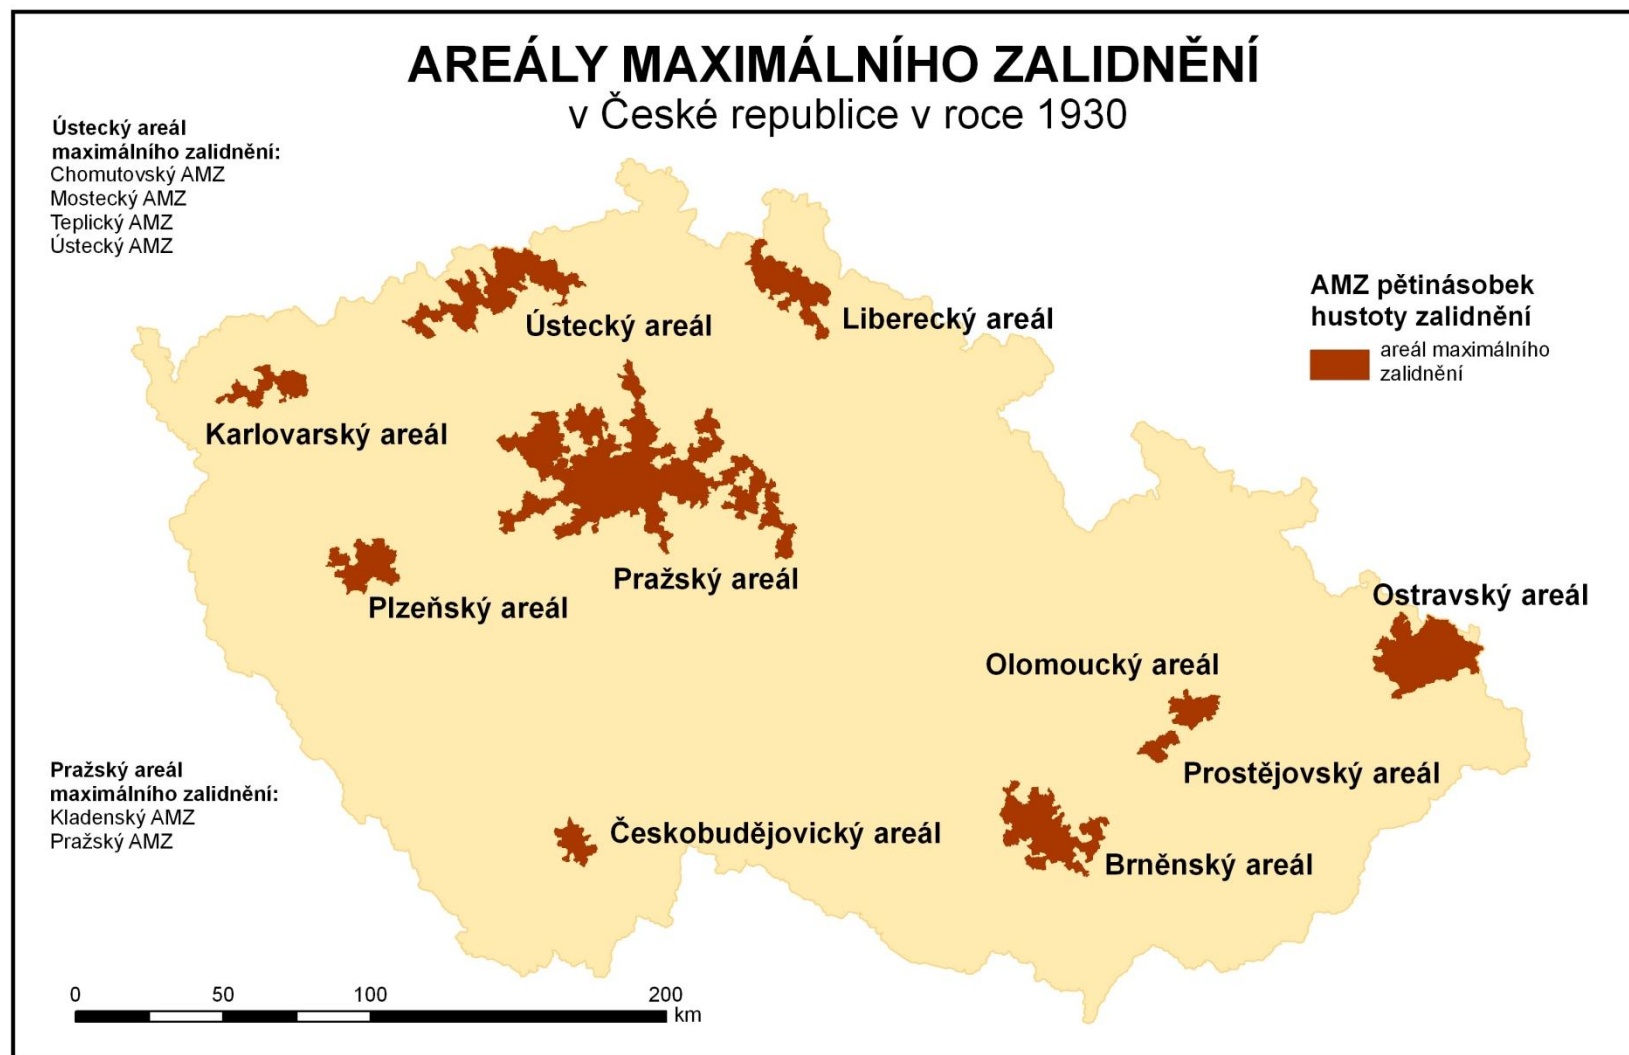 AREÁLY MAXIMÁLNÍHO ZALIDNĚNÍ
v České republice v roce 1930
Ústecký areál
maximálního zalidnění:
Chomutovský AMZ
Mostecký AMZ
Teplický AMZ
Ústecký AMZ
AMZ pětinásobek
hustoty zalidnění
areál maximálního
zalidnění
Ústecký areál
Liberecký areál
Karlovarský areál
Pražský areál
Plzeňský areál
Ostravský areál
Olomoucký areál
Prostějovský areál
Českobudějovický areál
Brněnský areál
Pražský areál
maximálního zalidnění:
Kladenský AMZ
Pražský AMZ
0 50 100 200
km